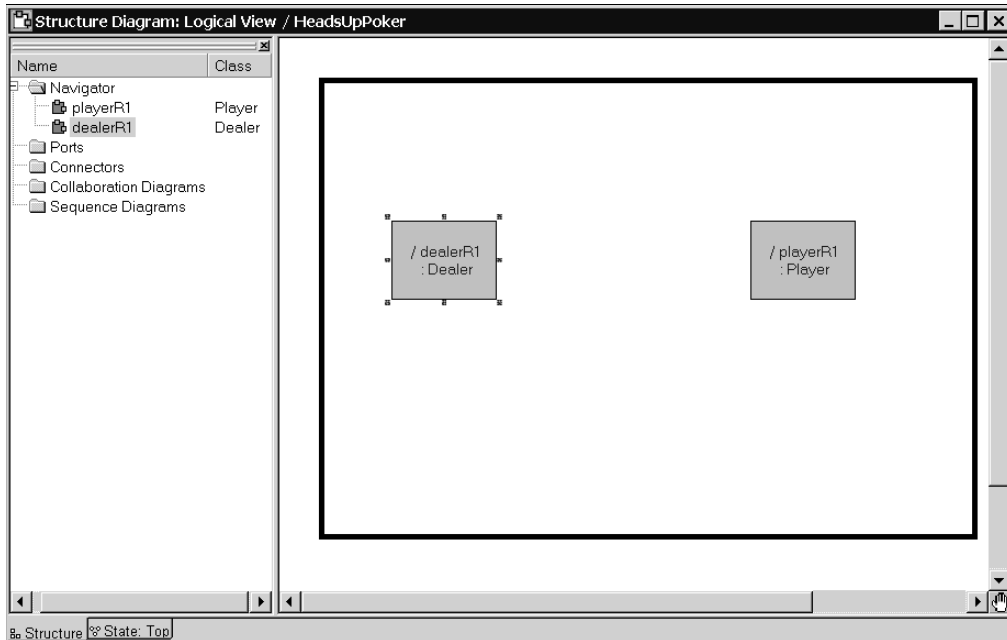 Structure Diagram: Logical View / HeadsUpPoker
Name Class
Navigator
playerR1 Player
dealerR1 Dealer
Ports
Connectors
Collaboration Diagrams
Sequence Diagrams
/ dealerR1
: Dealer
/ playerR1
: Player
Structure State: Top